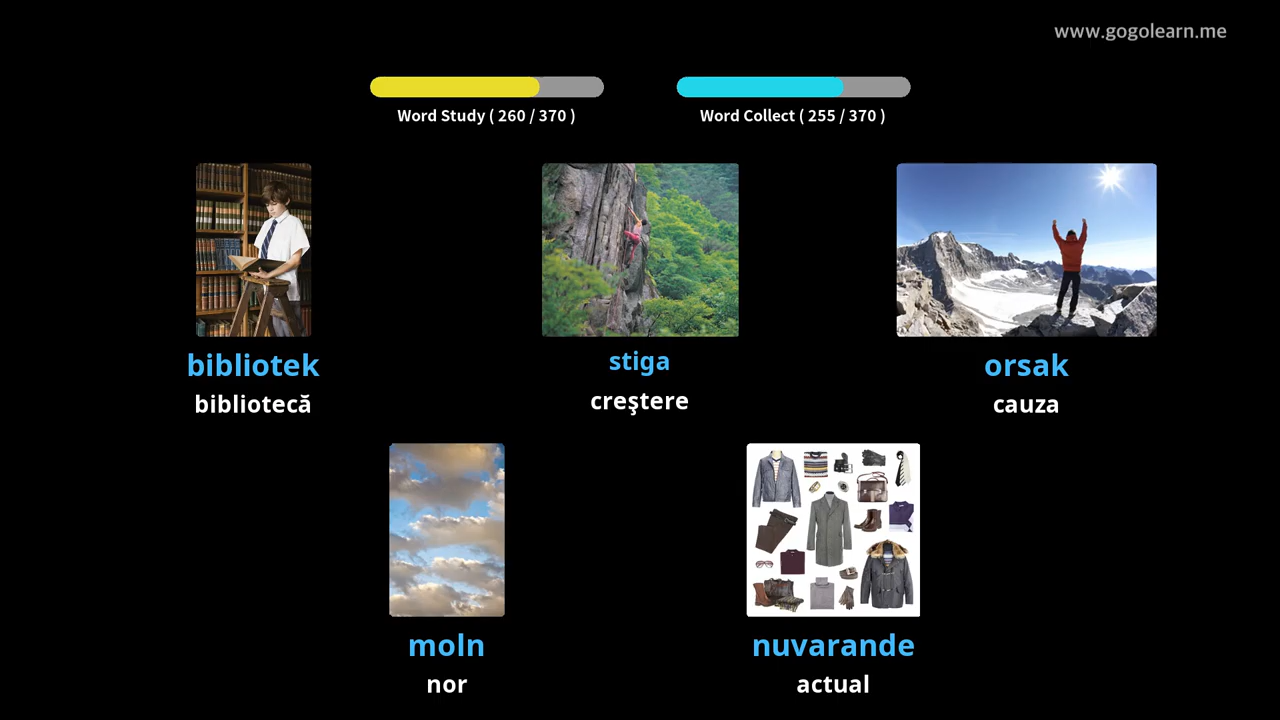 www.gogolearn.me
Word Study ( 260 / 370 )
Word Collect ( 255 / 370 )
bibliotek
bibliotecă
stiga
creştere
orsak
cauza
moln
nor
nuvarande
actual